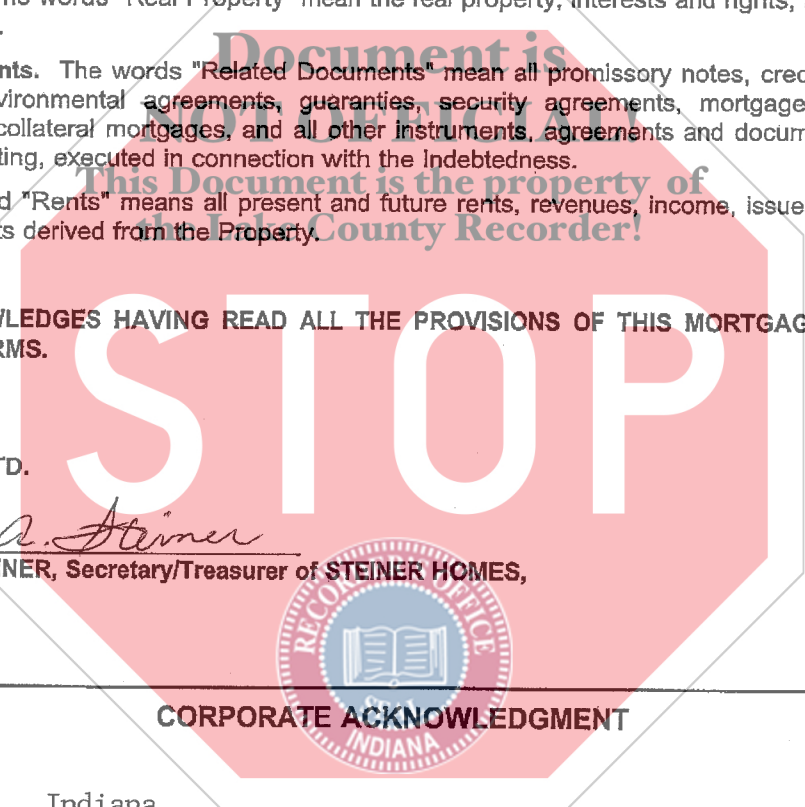 words "Real Property" mean the real property, interests and rights,
Document is
nts. The words "Related Documents" mean all promissory notes, cred
vironmental agreements, guaranties, security agreements, mortgage
NOT OFFICIAL!
collateral mortgages, and all other instruments, agreements and docum
ting, executed in connection with the Indebtedness.
This Document is the property of
d "Rents" means all present and future rents, revenues, income, issue
ts derived from the Property.
the Lake County Recorder!
WLEDGES HAVING READ ALL THE PROVISIONS OF THIS MORTGAG
RMS.
STOP
TD.
a. Steiner
NER, Secretary/Treasurer of STEINER HOMES,
RECORDER'S OFFICE
SEAL
INDIANA
CORPORATE ACKNOWLEDGMENT
Indiana